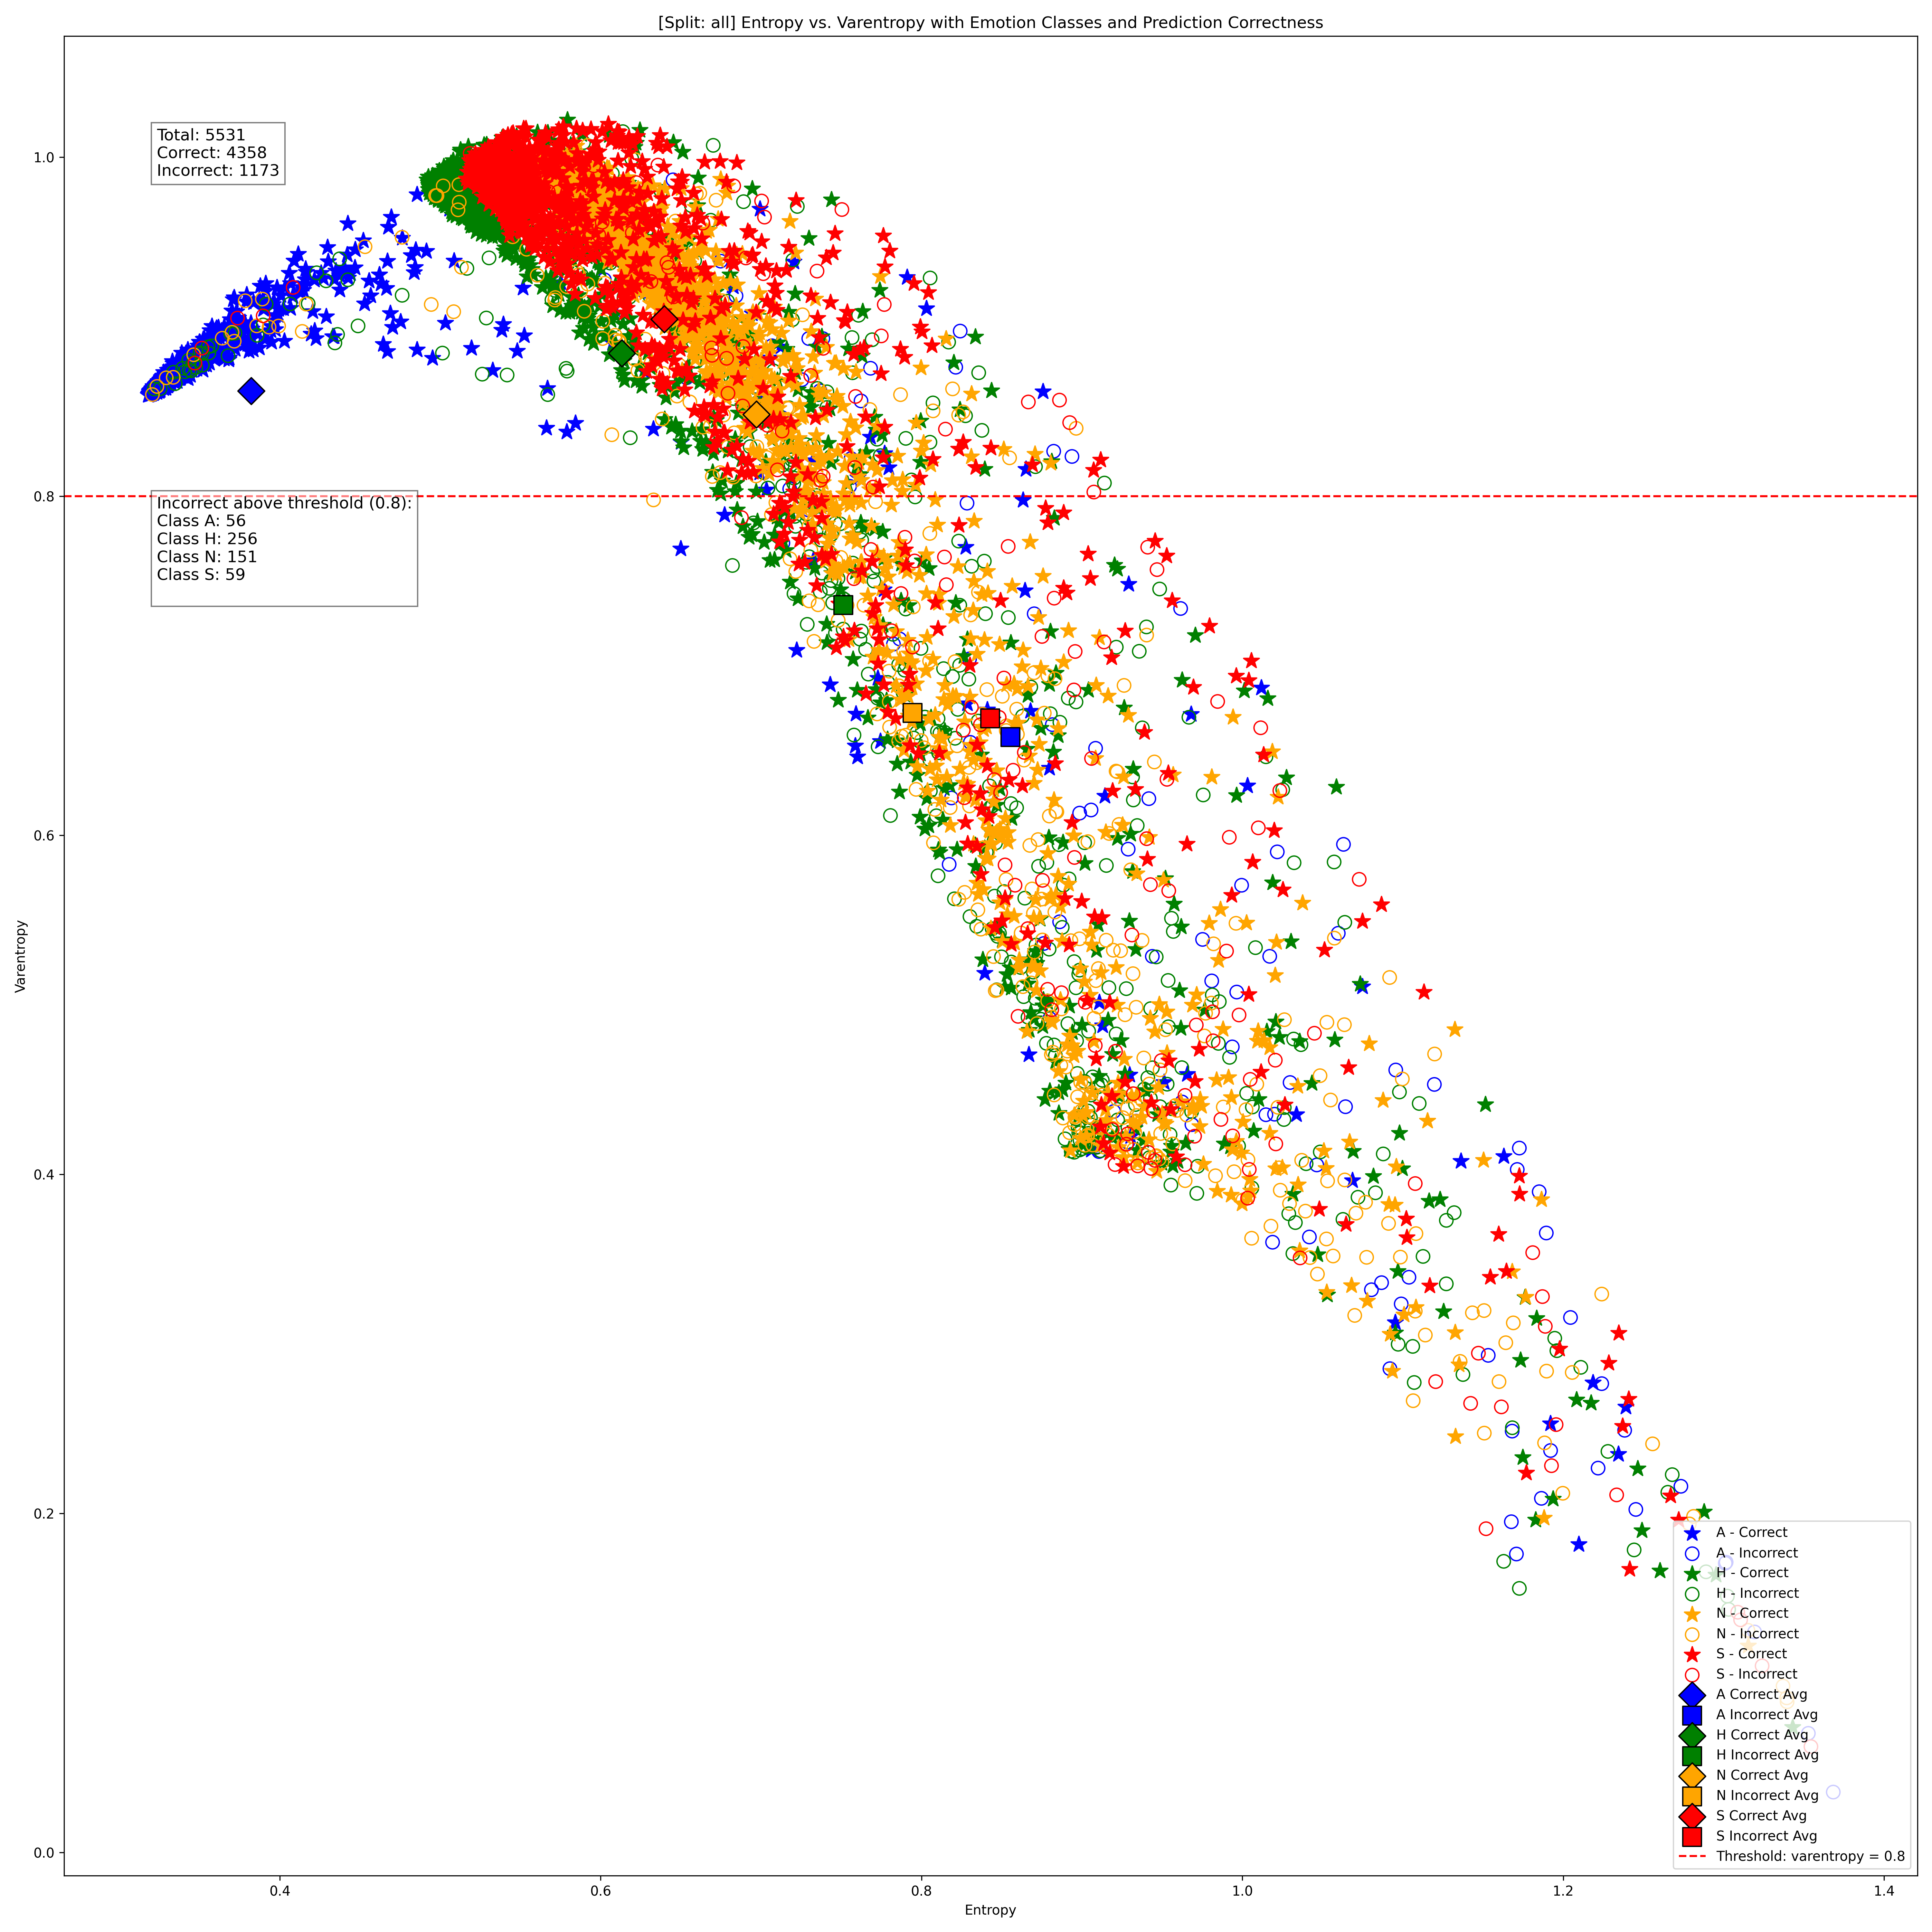 [Split: all] Entropy vs. Varentropy with Emotion Classes and Prediction Correctness
Total: 5531
Correct: 4358
Incorrect: 1173
Incorrect above threshold (0.8):
Class A: 56
Class H: 256
Class N: 151
Class S: 59
Varentropy
1.0
0.8
0.6
0.4
0.2
0.0
A - Correct
A - Incorrect
H - Correct
H - Incorrect
N - Correct
N - Incorrect
S - Correct
S - Incorrect
A Correct Avg
A Incorrect Avg
H Correct Avg
H Incorrect Avg
N Correct Avg
N Incorrect Avg
S Correct Avg
S Incorrect Avg
Threshold: varentropy = 0.8
0.4 0.6 0.8 1.0 1.2 1.4
Entropy